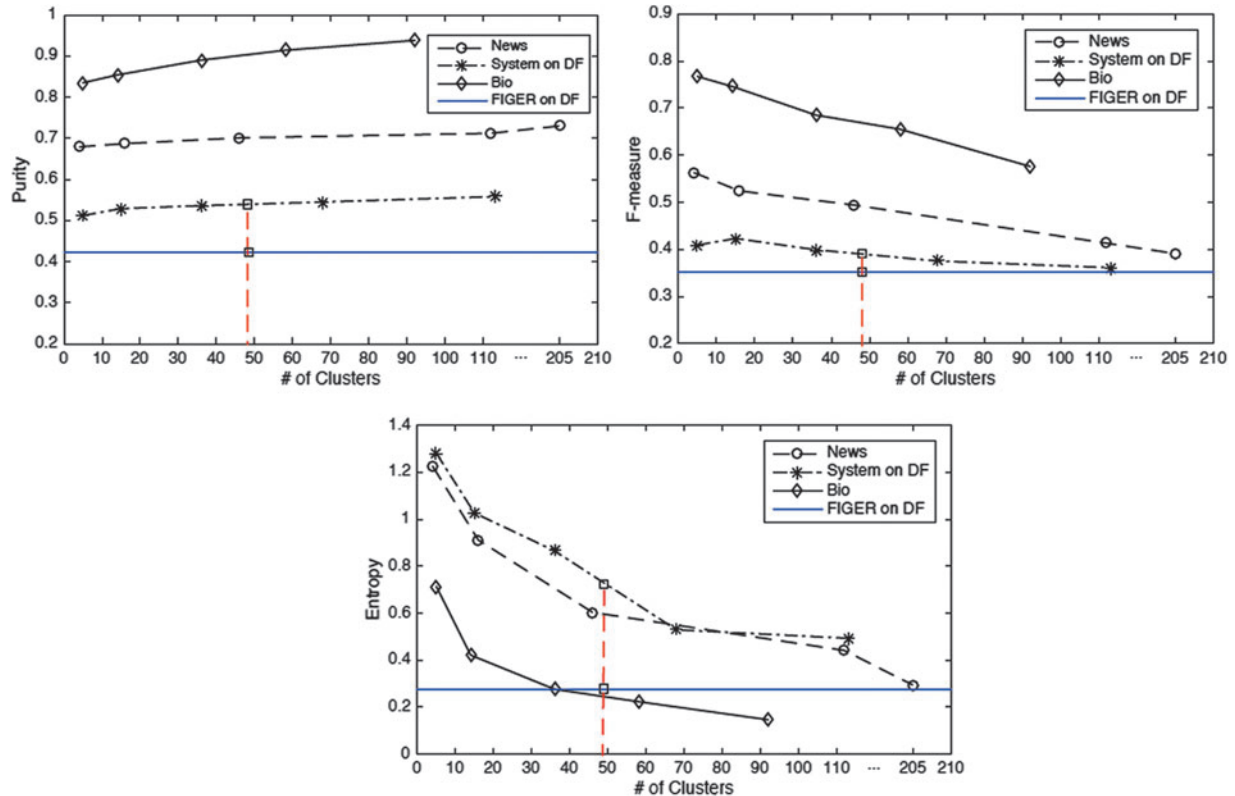 1
0.9
0.8
0.7
0.6
0.5
0.4
0.3
0.2
Purity
News
System on DF
Bio
FIGER on DF
0 10 20 30 40 50 60 70 80 90 100 110 ... 205 210
# of Clusters
0.9
0.8
0.7
0.6
0.5
0.4
0.3
0.2
F-measure
News
System on DF
Bio
FIGER on DF
0 10 20 30 40 50 60 70 80 90 100 110 ... 205 210
# of Clusters
1.4
1.2
1
0.8
0.6
0.4
0.2
0
Entropy
News
System on DF
Bio
FIGER on DF
0 10 20 30 40 50 60 70 80 90 100 110 ... 205 210
# of Clusters